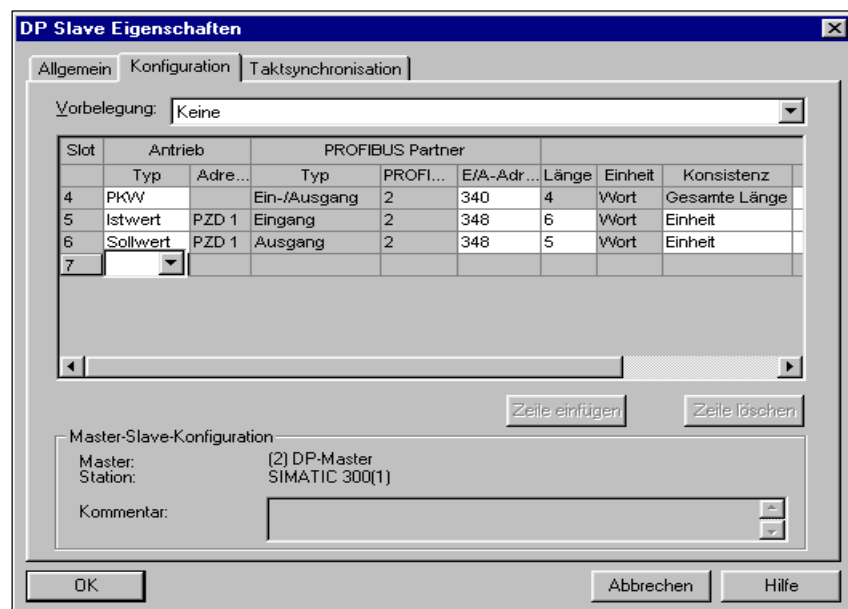 DP Slave Eigenschaften
Allgemein Konfiguration Taktsynchronisation
Vorbelegung: Keine
Slot Antrieb PROFIBUS Partner
Typ Adre... Typ PROFI... E/A-Adr... Länge Einheit Konsistenz
4 PKW Ein-/Ausgang 2 340 4 Wort Gesamte Länge
5 Istwert PZD 1 Eingang 2 348 6 Wort Einheit
6 Sollwert PZD 1 Ausgang 2 348 5 Wort Einheit
7
Zeile einfügen Zeile löschen
Master-Slave-Konfiguration
Master: (2) DP-Master
Station: SIMATIC 300(1)
Kommentar:
OK Abbrechen Hilfe